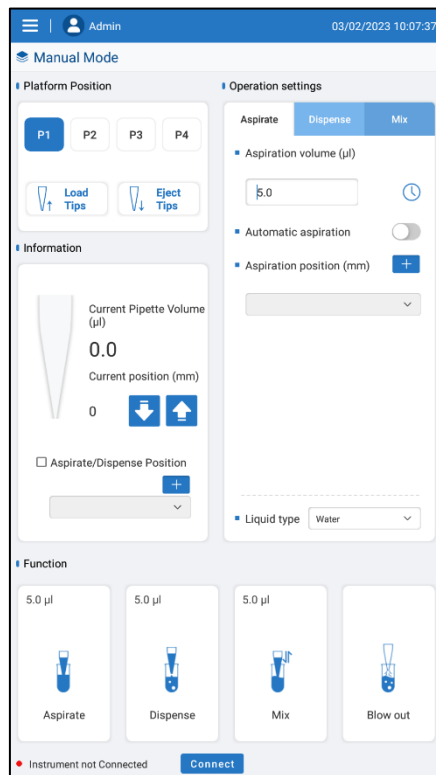 Admin
03/02/2023 10:07:37
Manual Mode
Platform Position
P1
P2
P3
P4
Load
Tips
Eject
Tips
Information
Current Pipette Volume
(µl)
0.0
Current position (mm)
0
Aspirate/Dispense Position
+
Operation settings
Aspirate
Dispense
Mix
Aspiration volume (µl)
5.0
Automatic aspiration
Aspiration position (mm)
+
Liquid type
Water
Function
5.0 µl
Aspirate
5.0 µl
Dispense
5.0 µl
Mix
Blow out
Instrument not Connected
Connect